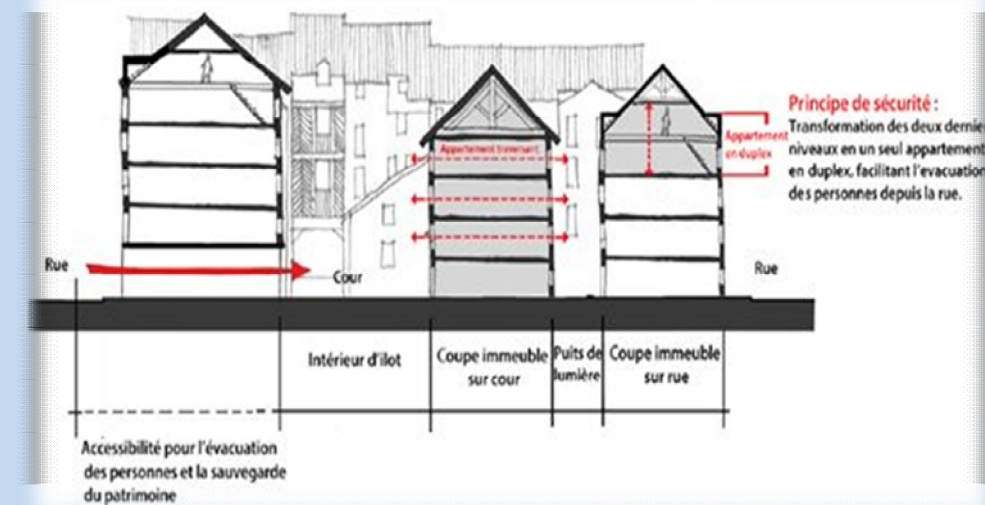 Principe de sécurité :
Transformation des deux dernie
niveaux en un seul appartement
en duplex, facilitant l'evacuation
des personnes depuis la rue.
Appartement
en duplex
Appartement traversant
Rue
Cour
Rue
Intérieur d'ilot
Coupe immeuble
sur cour
Puits de
lumière
Coupe immeuble
sur rue
Accessibilité pour l'évacuation
des personnes et la sauvegarde
du patrimoine